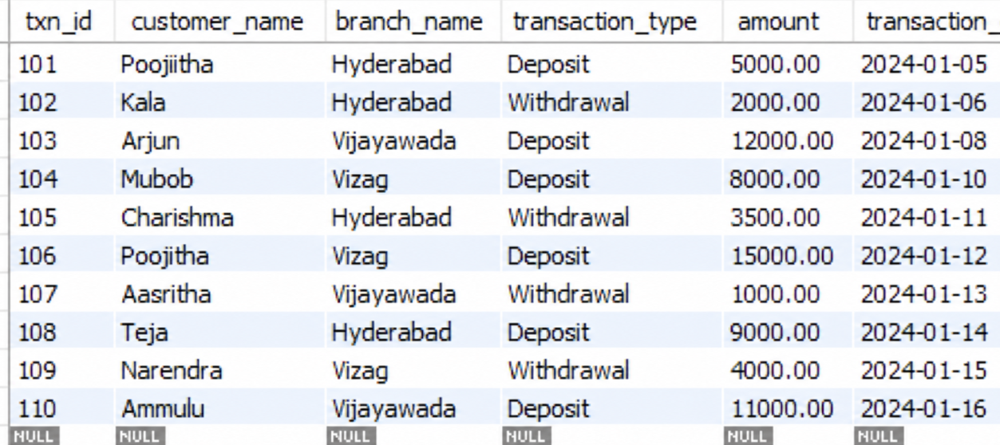 txn_id customer_name branch_name transaction_type amount transaction_
101 Poojiitha Hyderabad Deposit 5000.00 2024-01-05
102 Kala Hyderabad Withdrawal 2000.00 2024-01-06
103 Arjun Vijayawada Deposit 12000.00 2024-01-08
104 Mubob Vizag Deposit 8000.00 2024-01-10
105 Charishma Hyderabad Withdrawal 3500.00 2024-01-11
106 Poojitha Vizag Deposit 15000.00 2024-01-12
107 Aasritha Vijayawada Withdrawal 1000.00 2024-01-13
108 Teja Hyderabad Deposit 9000.00 2024-01-14
109 Narendra Vizag Withdrawal 4000.00 2024-01-15
110 Ammulu Vijayawada Deposit 11000.00 2024-01-16
NULL NULL NULL NULL NULL NULL